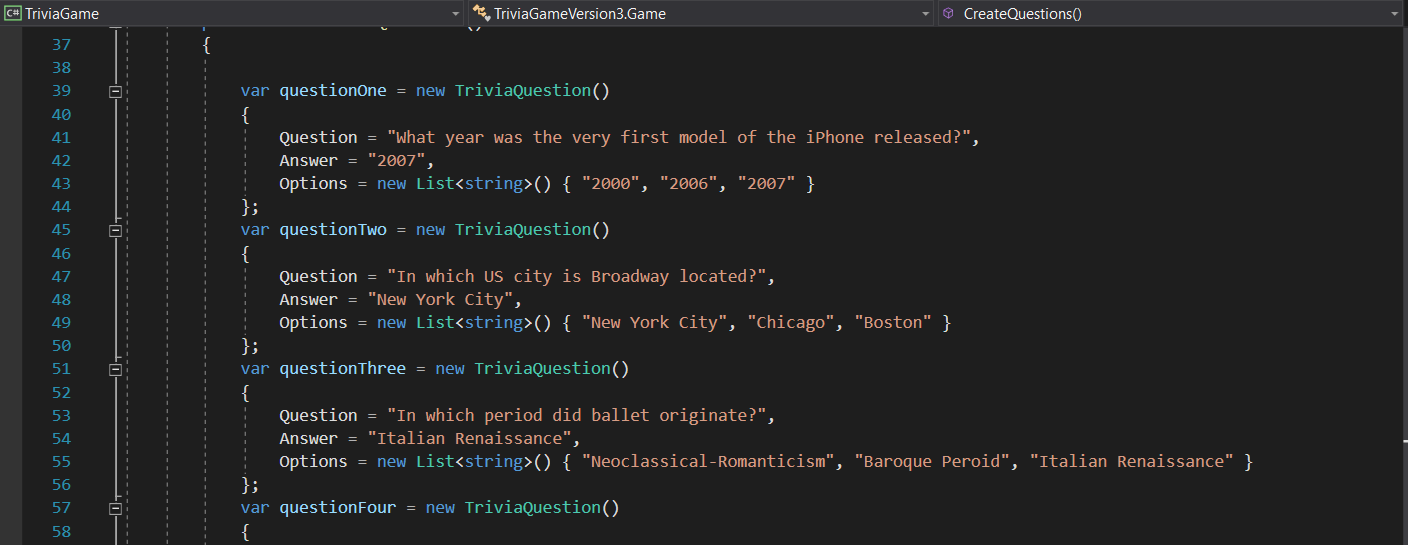 C# TriviaGame TriviaGameVersion3.Game CreateQuestions()
37 {
38
39 var questionOne = new TriviaQuestion()
40 {
41 Question = "What year was the very first model of the iPhone released?",
42 Answer = "2007",
43 Options = new List<string>() { "2000", "2006", "2007" }
44 };
45 var questionTwo = new TriviaQuestion()
46 {
47 Question = "In which US city is Broadway located?",
48 Answer = "New York City",
49 Options = new List<string>() { "New York City", "Chicago", "Boston" }
50 };
51 var questionThree = new TriviaQuestion()
52 {
53 Question = "In which period did ballet originate?",
54 Answer = "Italian Renaissance",
55 Options = new List<string>() { "Neoclassical-Romanticism", "Baroque Peroid", "Italian Renaissance" }
56 };
57 var questionFour = new TriviaQuestion()
58 {